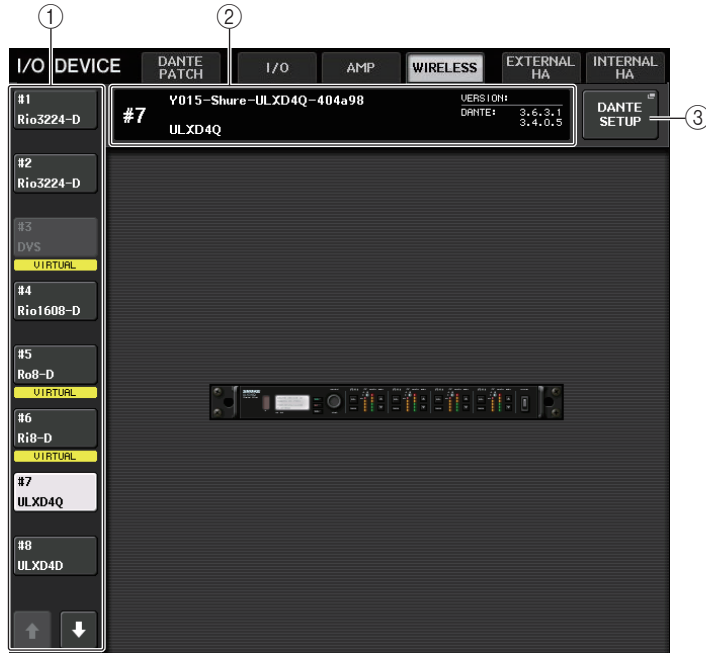 ① ②
I/O DEVICE
DANTE PATCH
I/O
AMP
WIRELESS
EXTERNAL HA
INTERNAL HA
#1
Rio3224-D
#2
Rio3224-D
#3
DVS
VIRTUAL
#4
Rio1608-D
#5
Ro8-D
VIRTUAL
#6
Ri8-D
VIRTUAL
#7
ULXD4Q
#8
ULXD4D
#7
Y015-Shure-ULXD4Q-404a98
ULXD4Q
VERSION:
DANTE: 3.6.3.1
3.4.0.5
DANTE SETUP
③